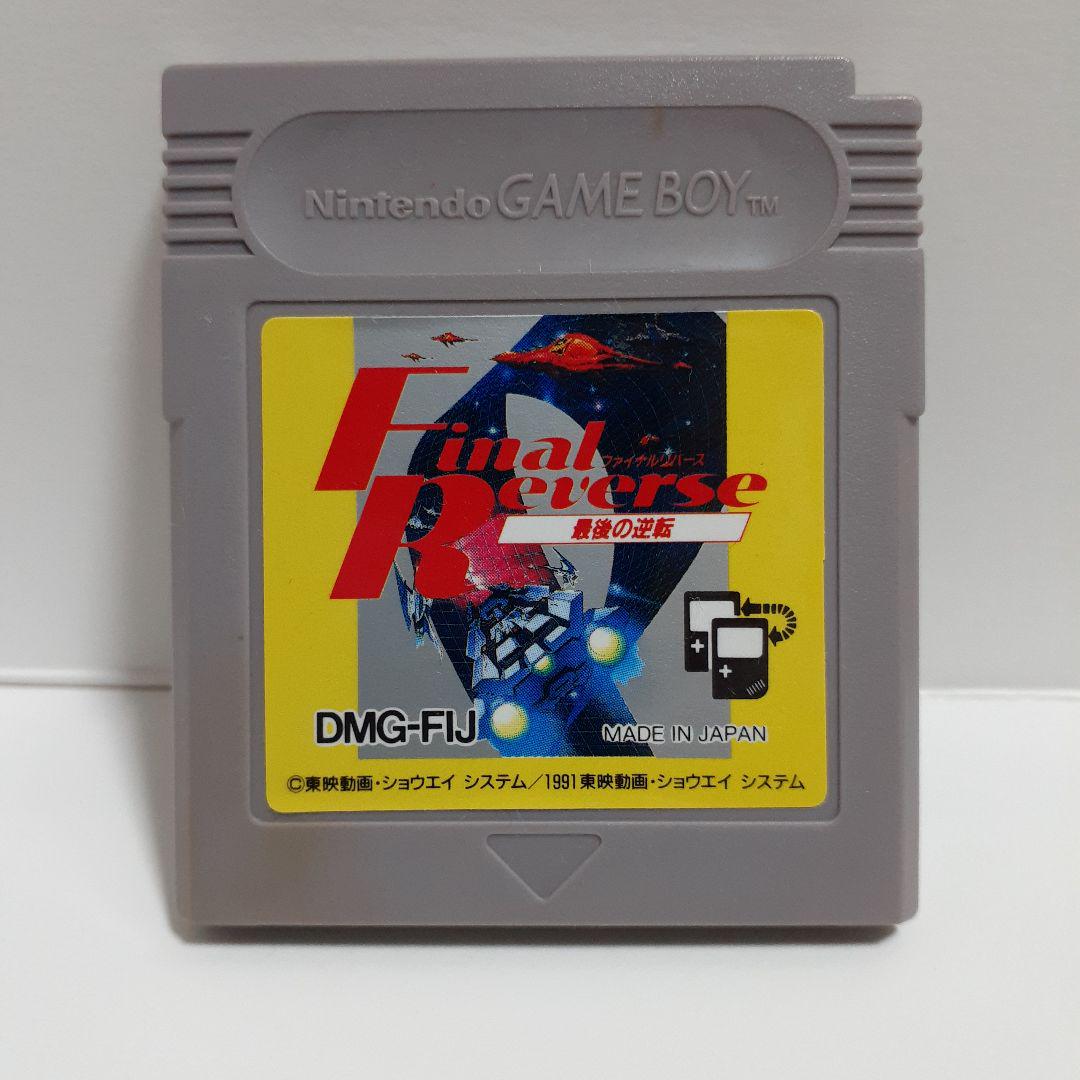 Nintendo GAME BOY™
Final
ファイナルリバース
Reverse
最後の逆転
DMG-FIJ
MADE IN JAPAN
©東映動画・ショウエイ システム/1991東映動画・ショウエイ システム